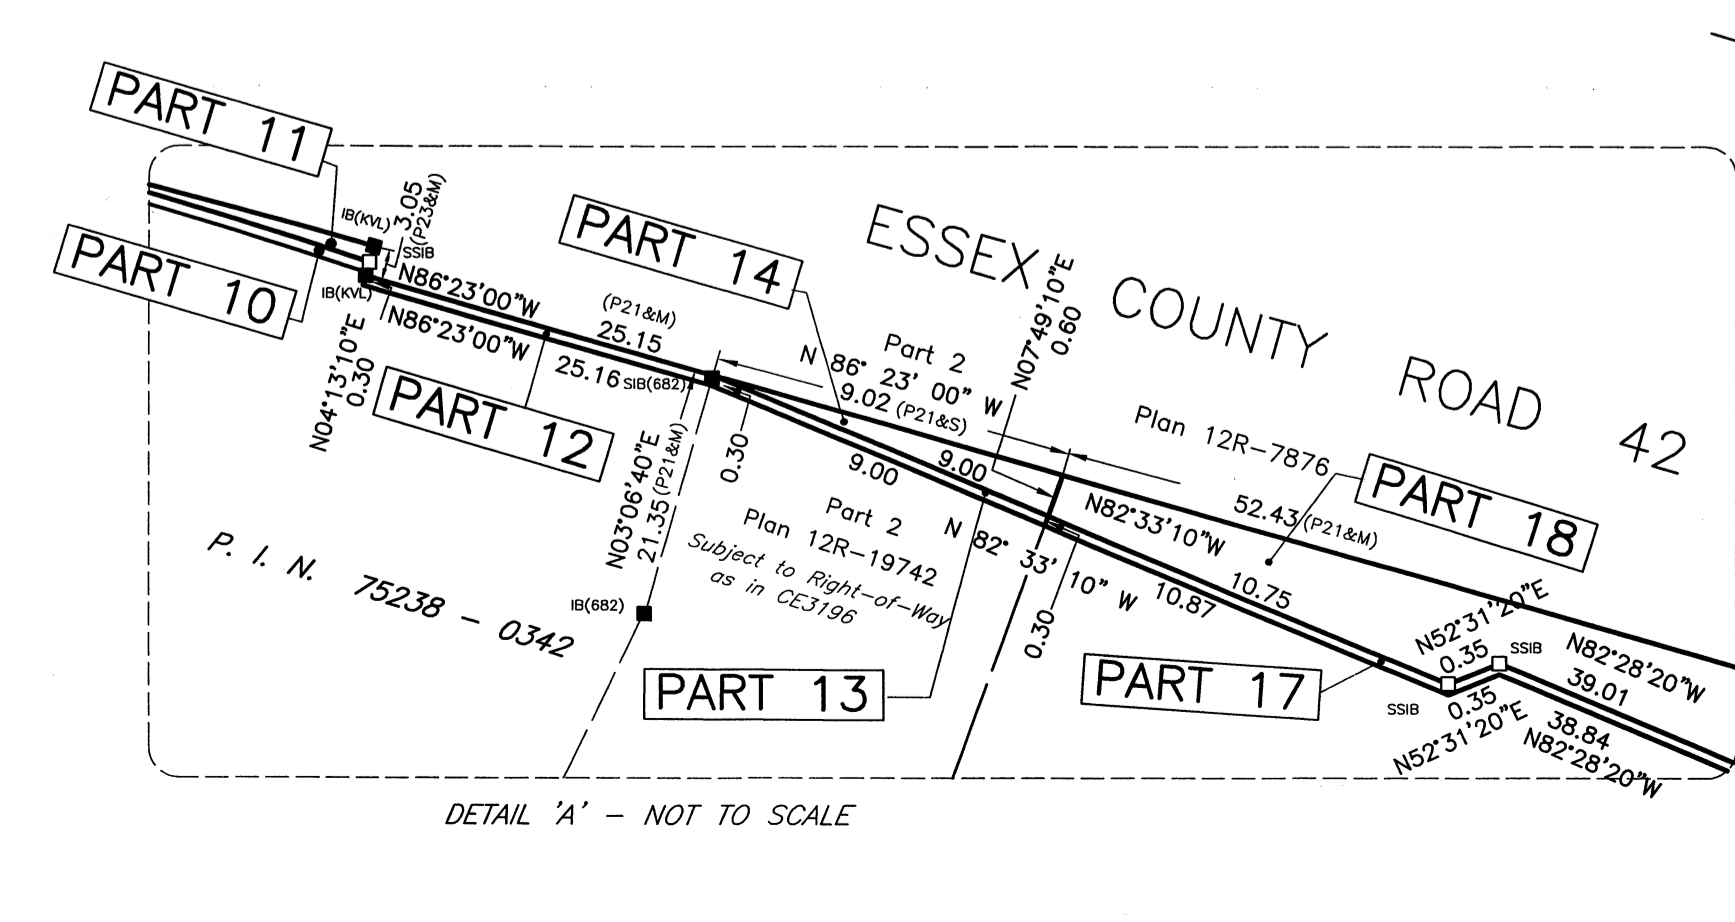 PART 11
PART 10
IB(KVL)
3.05
(P23&M)
SSIB
IB(KVL)
N86°23'00"W
N86°23'00"W
(P21&M)
25.15
25.16
SIB(682)
N04°13'10"E
0.30
PART 12
PART 14
ESSEX COUNTY ROAD 42
Part 2
N 86° 23' 00" W
9.02 (P21&S)
N07°49'10"E
0.60
Plan 12R-7876
PART 18
52.43 (P21&M)
N03°06'40"E
21.35 (P21&M)
IB(682)
0.30
9.00
9.00
Part 2
Plan 12R-19742
Subject to Right-of-Way
as in CE3196
N 82° 33' 10" W
N82°33'10"W
10.75
10.87
0.30
P. I. N. 75238 - 0342
PART 13
PART 17
N52°31'20"E
0.35
SSIB
SSIB
0.35
N52°31'20"E
N82°28'20"W
39.01
38.84
N82°28'20"W
DETAIL 'A' - NOT TO SCALE